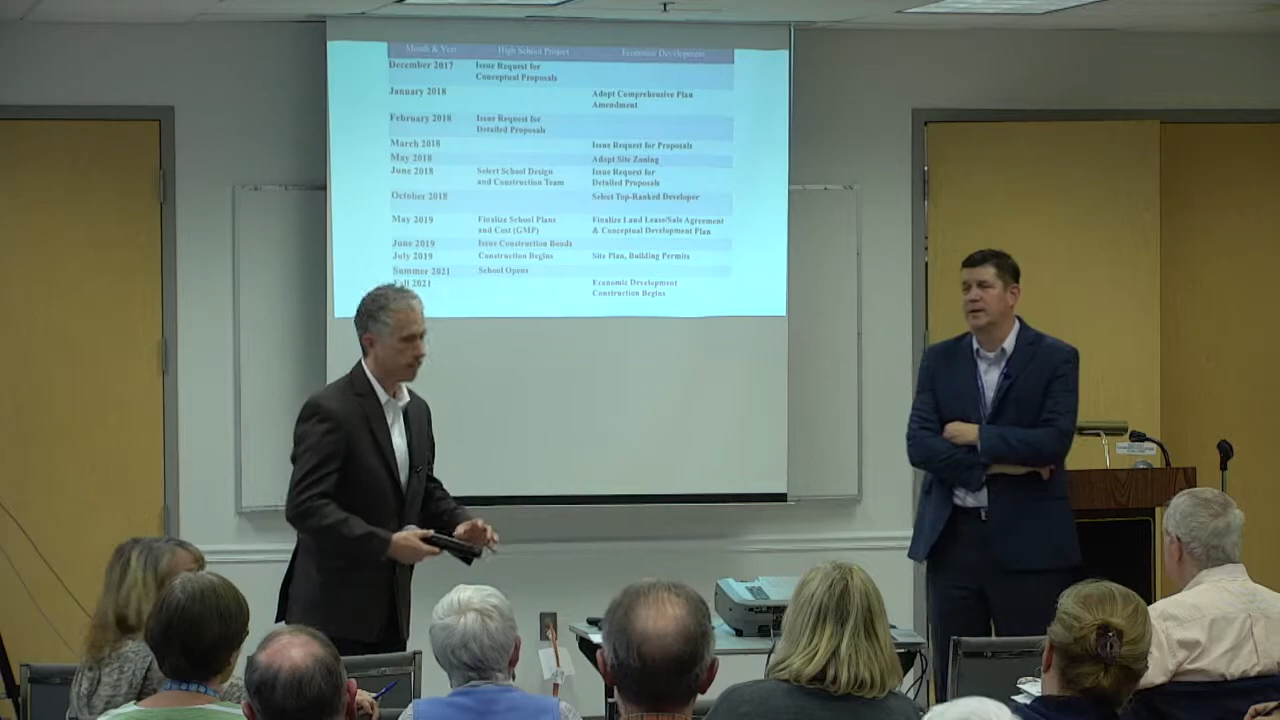 Month & Year High School Project Economic Development
December 2017 Issue Request for
Conceptual Proposals
January 2018 Adopt Comprehensive Plan
Amendment
February 2018 Issue Request for
Detailed Proposals
March 2018 Issue Request for Proposals
May 2018 Adopt Site Zoning
June 2018 Select School Design Issue Request for
and Construction Team Detailed Proposals
October 2018 Select Top-Ranked Developer
May 2019 Finalize School Plans Finalize Land Lease/Sale Agreement
and Cost (GMP) & Conceptual Development Plan
June 2019 Issue Construction Bonds
July 2019 Construction Begins Site Plan, Building Permits
Summer 2021 School Opens
Fall 2021 Economic Development
Construction Begins